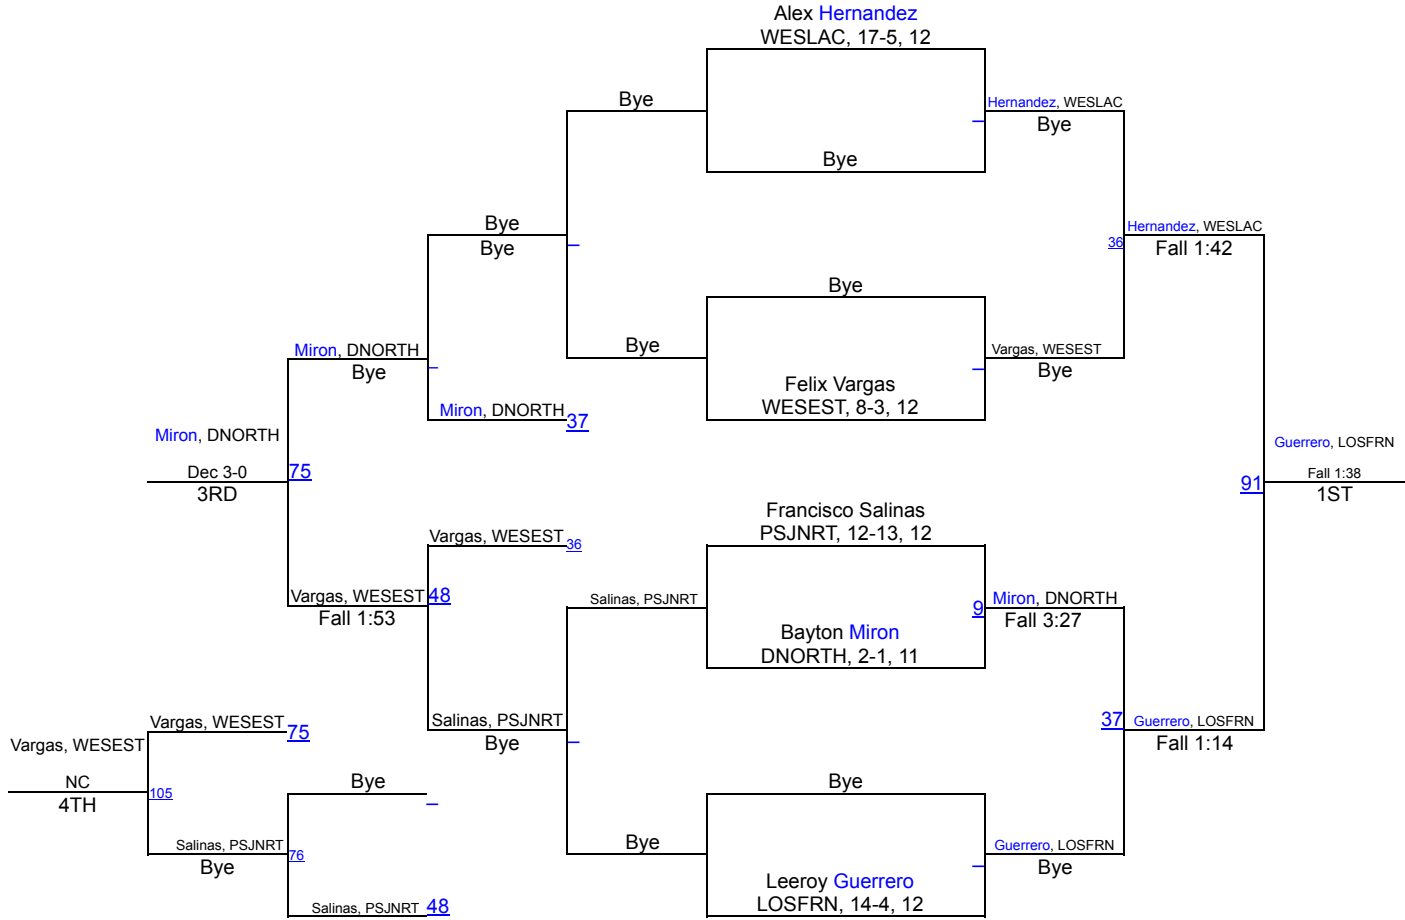 Alex Hernandez
WESLAC, 17-5, 12
Bye
Hernandez, WESLAC
Bye
Bye
Bye
Bye
Hernandez, WESLAC
36
Fall 1:42
Bye
Miron, DNORTH
Bye
Bye
Vargas, WESEST
Bye
Felix Vargas
WESEST, 8-3, 12
Miron, DNORTH
37
Miron, DNORTH
Dec 3-0
75
3RD
Guerrero, LOSFRN
Fall 1:38
91
1ST
Francisco Salinas
PSJNRT, 12-13, 12
Vargas, WESEST
36
Vargas, WESEST
48
Fall 1:53
Salinas, PSJNRT
9
Miron, DNORTH
Fall 3:27
Bayton Miron
DNORTH, 2-1, 11
Salinas, PSJNRT
Bye
37
Guerrero, LOSFRN
Fall 1:14
Vargas, WESEST
75
Vargas, WESEST
NC
105
4TH
Bye
Bye
Salinas, PSJNRT
76
Bye
Bye
Guerrero, LOSFRN
Bye
Leeroy Guerrero
LOSFRN, 14-4, 12
Salinas, PSJNRT
48